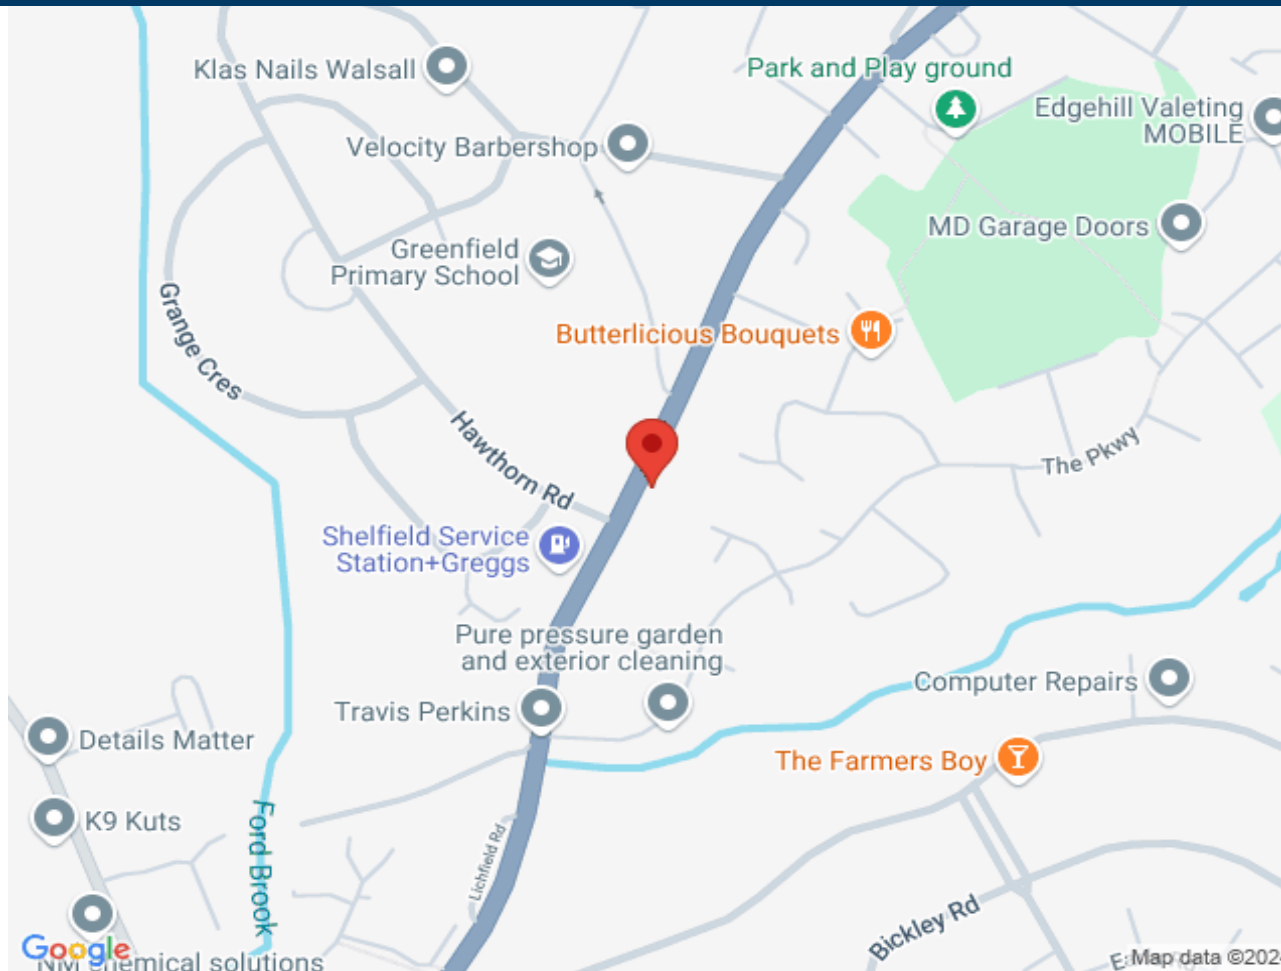 Park and Play ground
Klas Nails Walsall
Edgehill Valeting
MOBILE
Velocity Barbershop
MD Garage Doors
Greenfield
Primary School
Grange Cres
Butterlicious Bouquets
Hawthorn Rd
The Pkwy
Shelfield Service
Station+Greggs
Pure pressure garden
and exterior cleaning
Computer Repairs
Travis Perkins
Details Matter
The Farmers Boy
K9 Kuts
Ford Brook
Lichfield Rd
Bickley Rd
Google
NM chemical solutions
Map data ©202